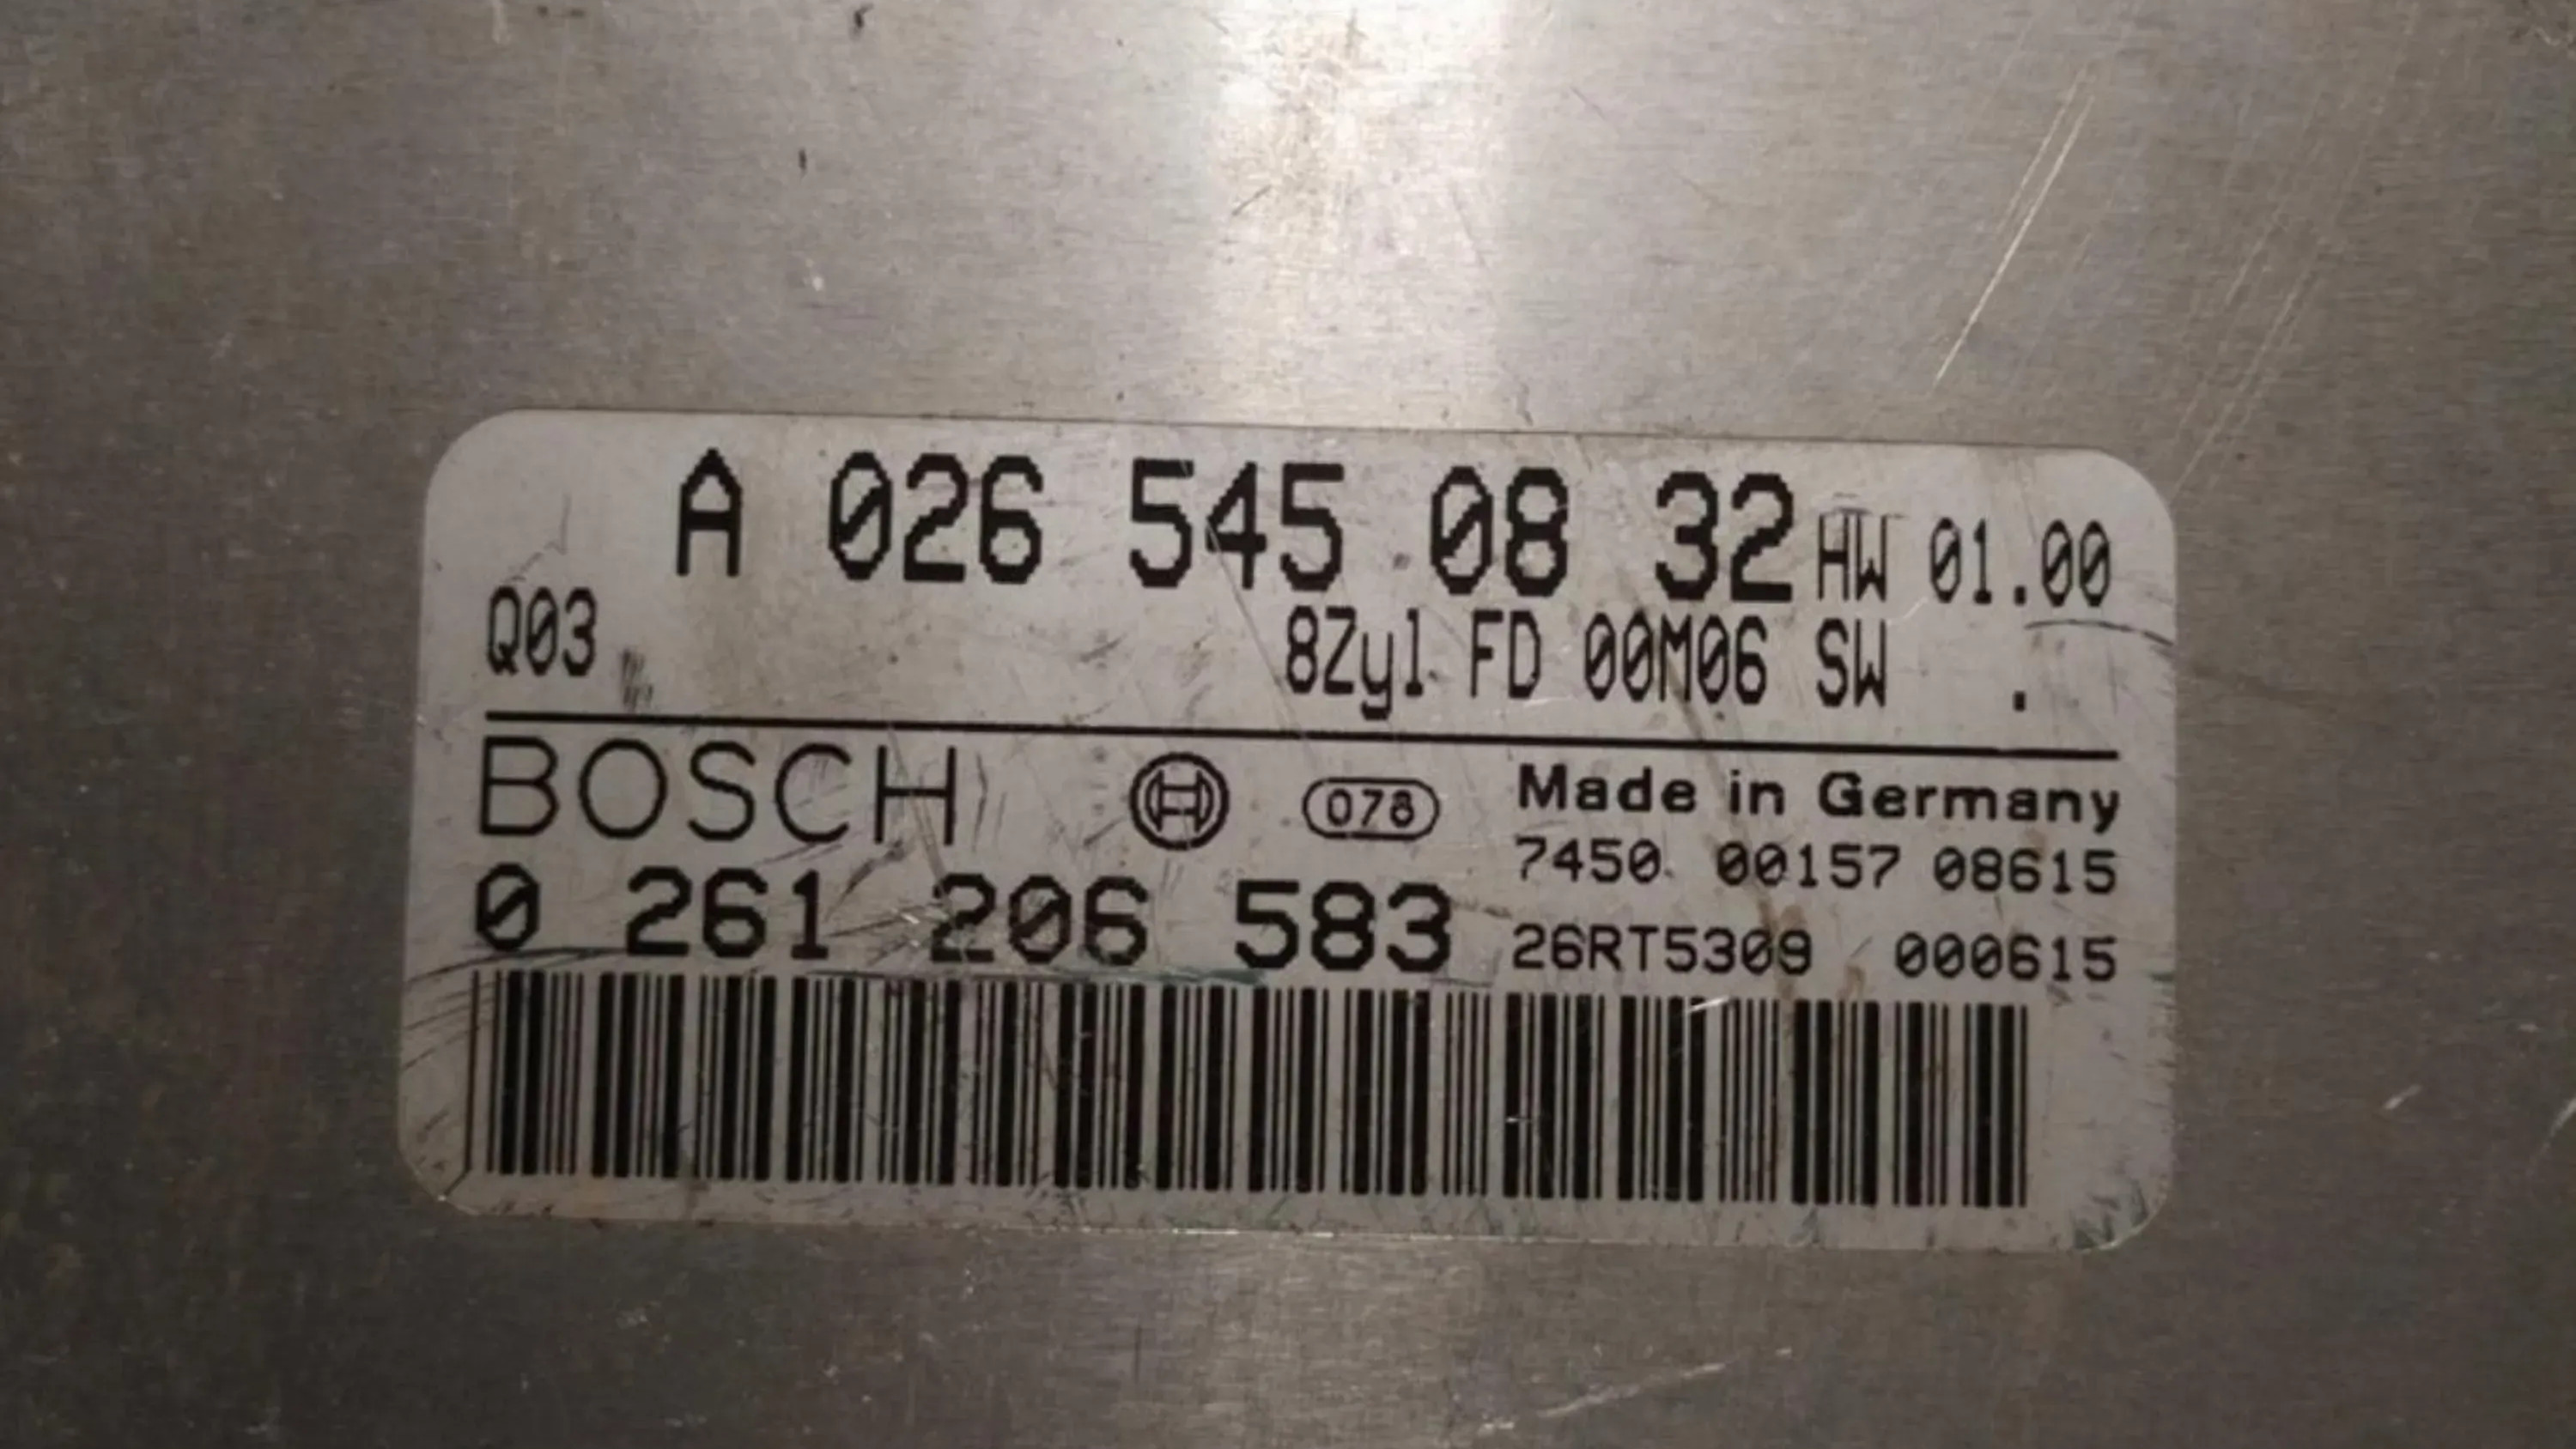 A 026 545 08 32 HW 01.00
Q03 8Zyl FD 00M06 SW .
BOSCH 078 Made in Germany
7450 00157 08615
0 261 206 583 26RT5309 000615